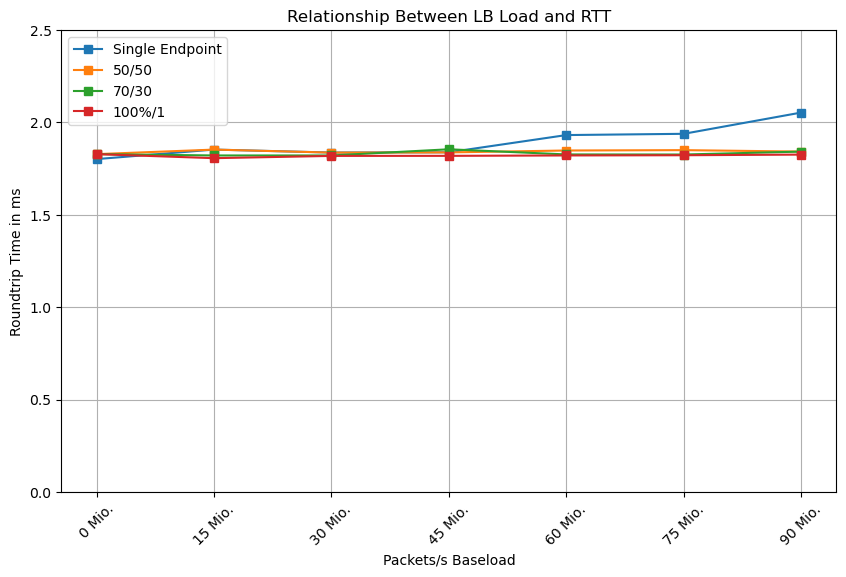 Relationship Between LB Load and RTT
Single Endpoint
50/50
70/30
100%/1
2.5
2.0
1.5
1.0
0.5
0.0
Roundtrip Time in ms
0 Mio.
15 Mio.
30 Mio.
45 Mio.
60 Mio.
75 Mio.
90 Mio.
Packets/s Baseload